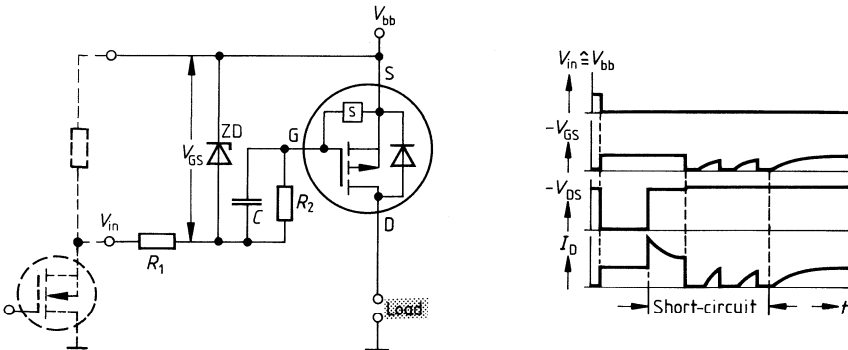 V_bb
S
S
G
ZD
V_GS
C
R_2
D
V_in
R_1
Load
V_in ≙ V_bb
-V_GS
-V_DS
I_D
Short-circuit
t